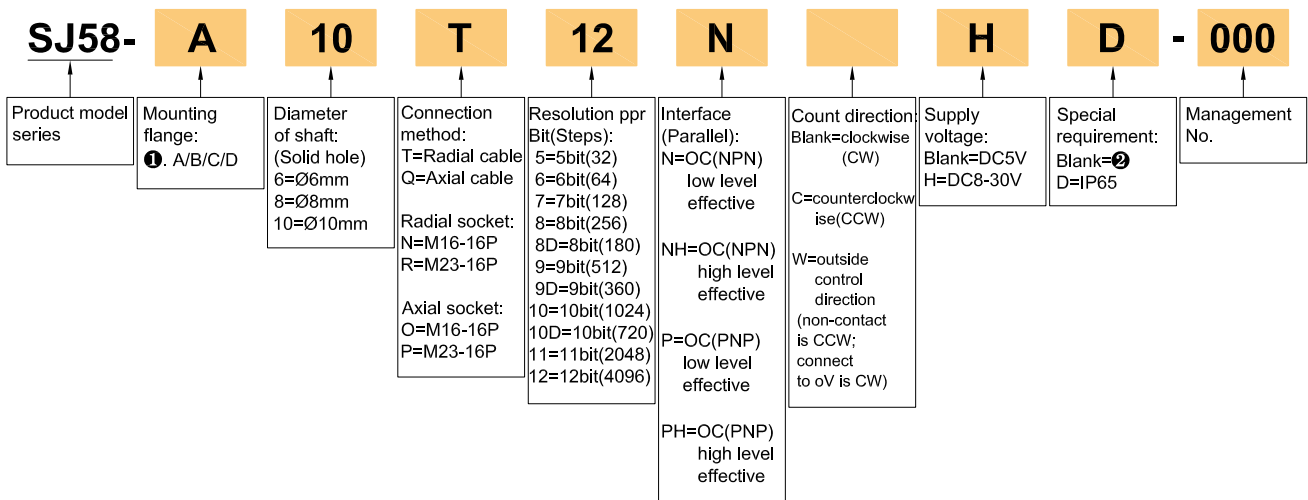 SJ58- A 10 T 12 N H D - 000
Product model
series
Mounting
flange:
❶. A/B/C/D
Diameter
of shaft:
(Solid hole)
6=Ø6mm
8=Ø8mm
10=Ø10mm
Connection
method:
T=Radial cable
Q=Axial cable
Radial socket:
N=M16-16P
R=M23-16P
Axial socket:
O=M16-16P
P=M23-16P
Resolution ppr
Bit(Steps):
5=5bit(32)
6=6bit(64)
7=7bit(128)
8=8bit(256)
8D=8bit(180)
9=9bit(512)
9D=9bit(360)
10=10bit(1024)
10D=10bit(720)
11=11bit(2048)
12=12bit(4096)
Interface
(Parallel):
N=OC(NPN)
low level
effective
NH=OC(NPN)
high level
effective
P=OC(PNP)
low level
effective
PH=OC(PNP)
high level
effective
Count direction:
Blank=clockwise
(CW)
C=counterclockw
ise(CCW)
W=outside
control
direction
(non-contact
is CCW;
connect
to oV is CW)
Supply
voltage:
Blank=DC5V
H=DC8-30V
Special
requirement:
Blank=❷
D=IP65
Management
No.